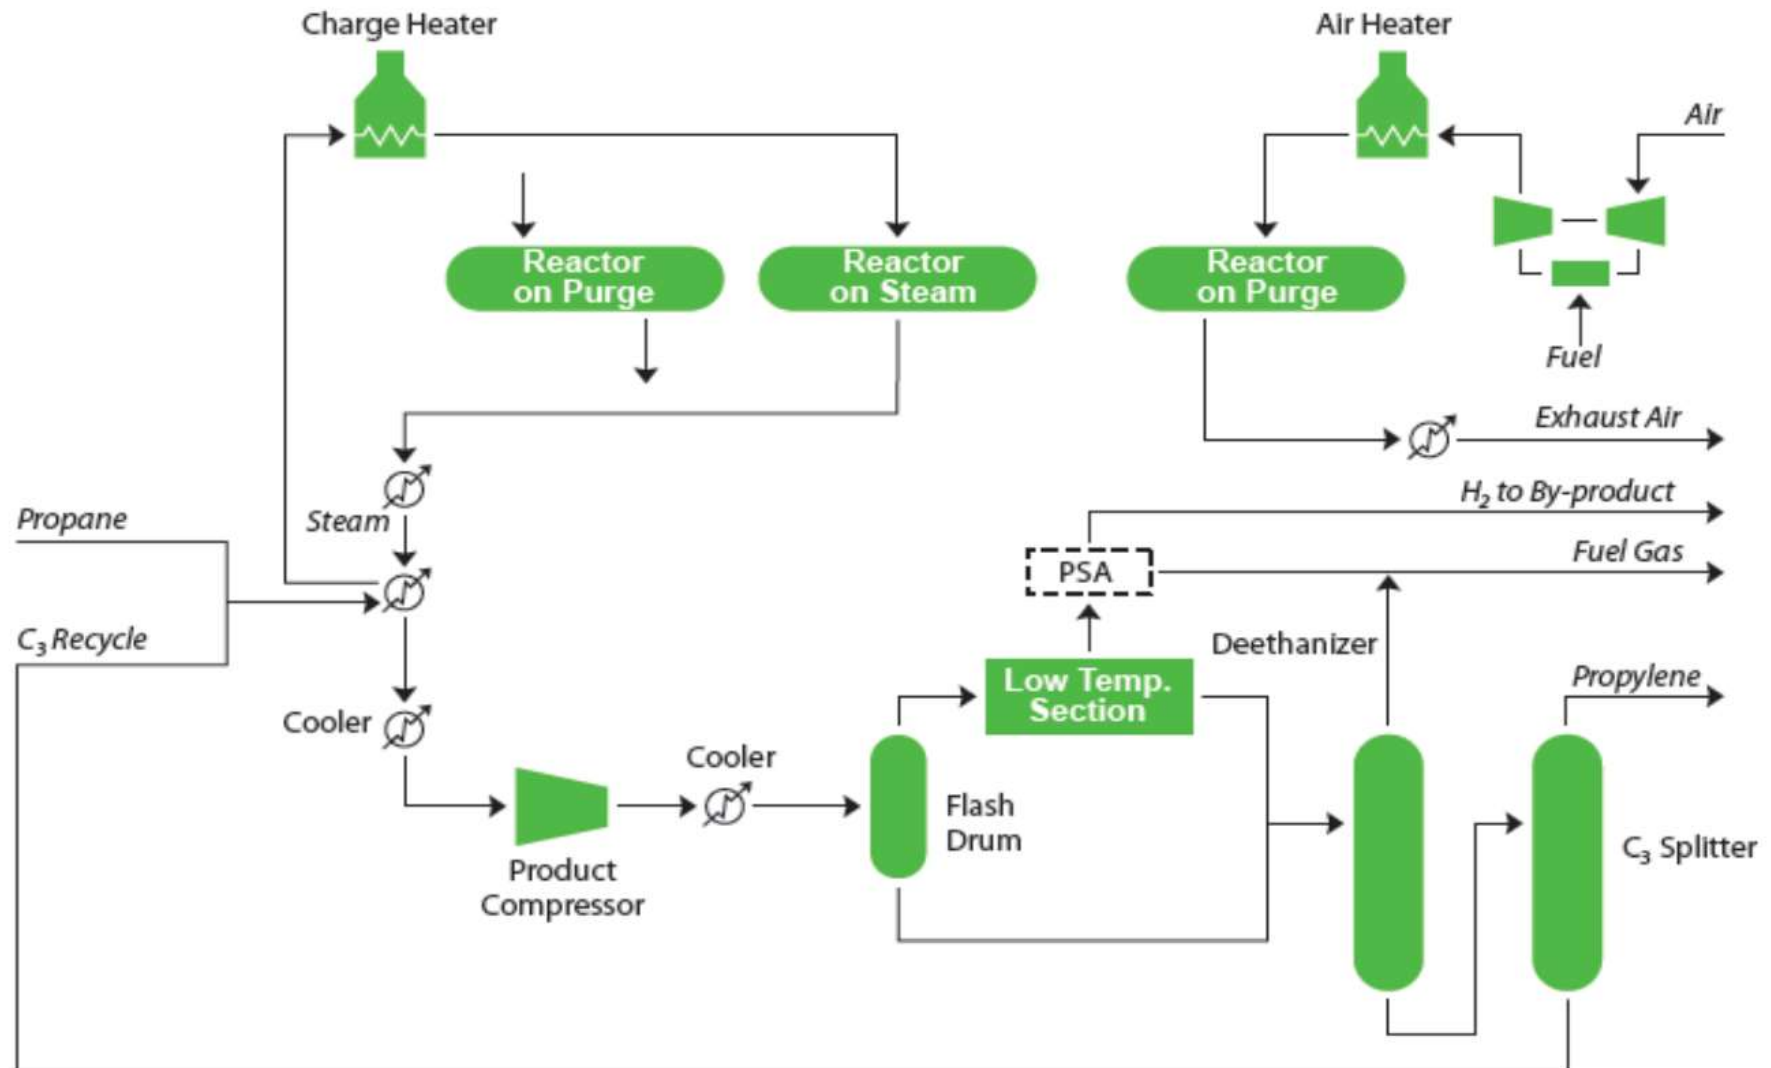 Charge Heater
Air Heater
Air
Reactor
on Purge
Reactor
on Steam
Reactor
on Purge
Fuel
Exhaust Air
H₂ to By-product
Propane
Steam
Fuel Gas
PSA
C₃ Recycle
Deethanizer
Low Temp.
Section
Propylene
Cooler
Cooler
Flash
Drum
C₃ Splitter
Product
Compressor